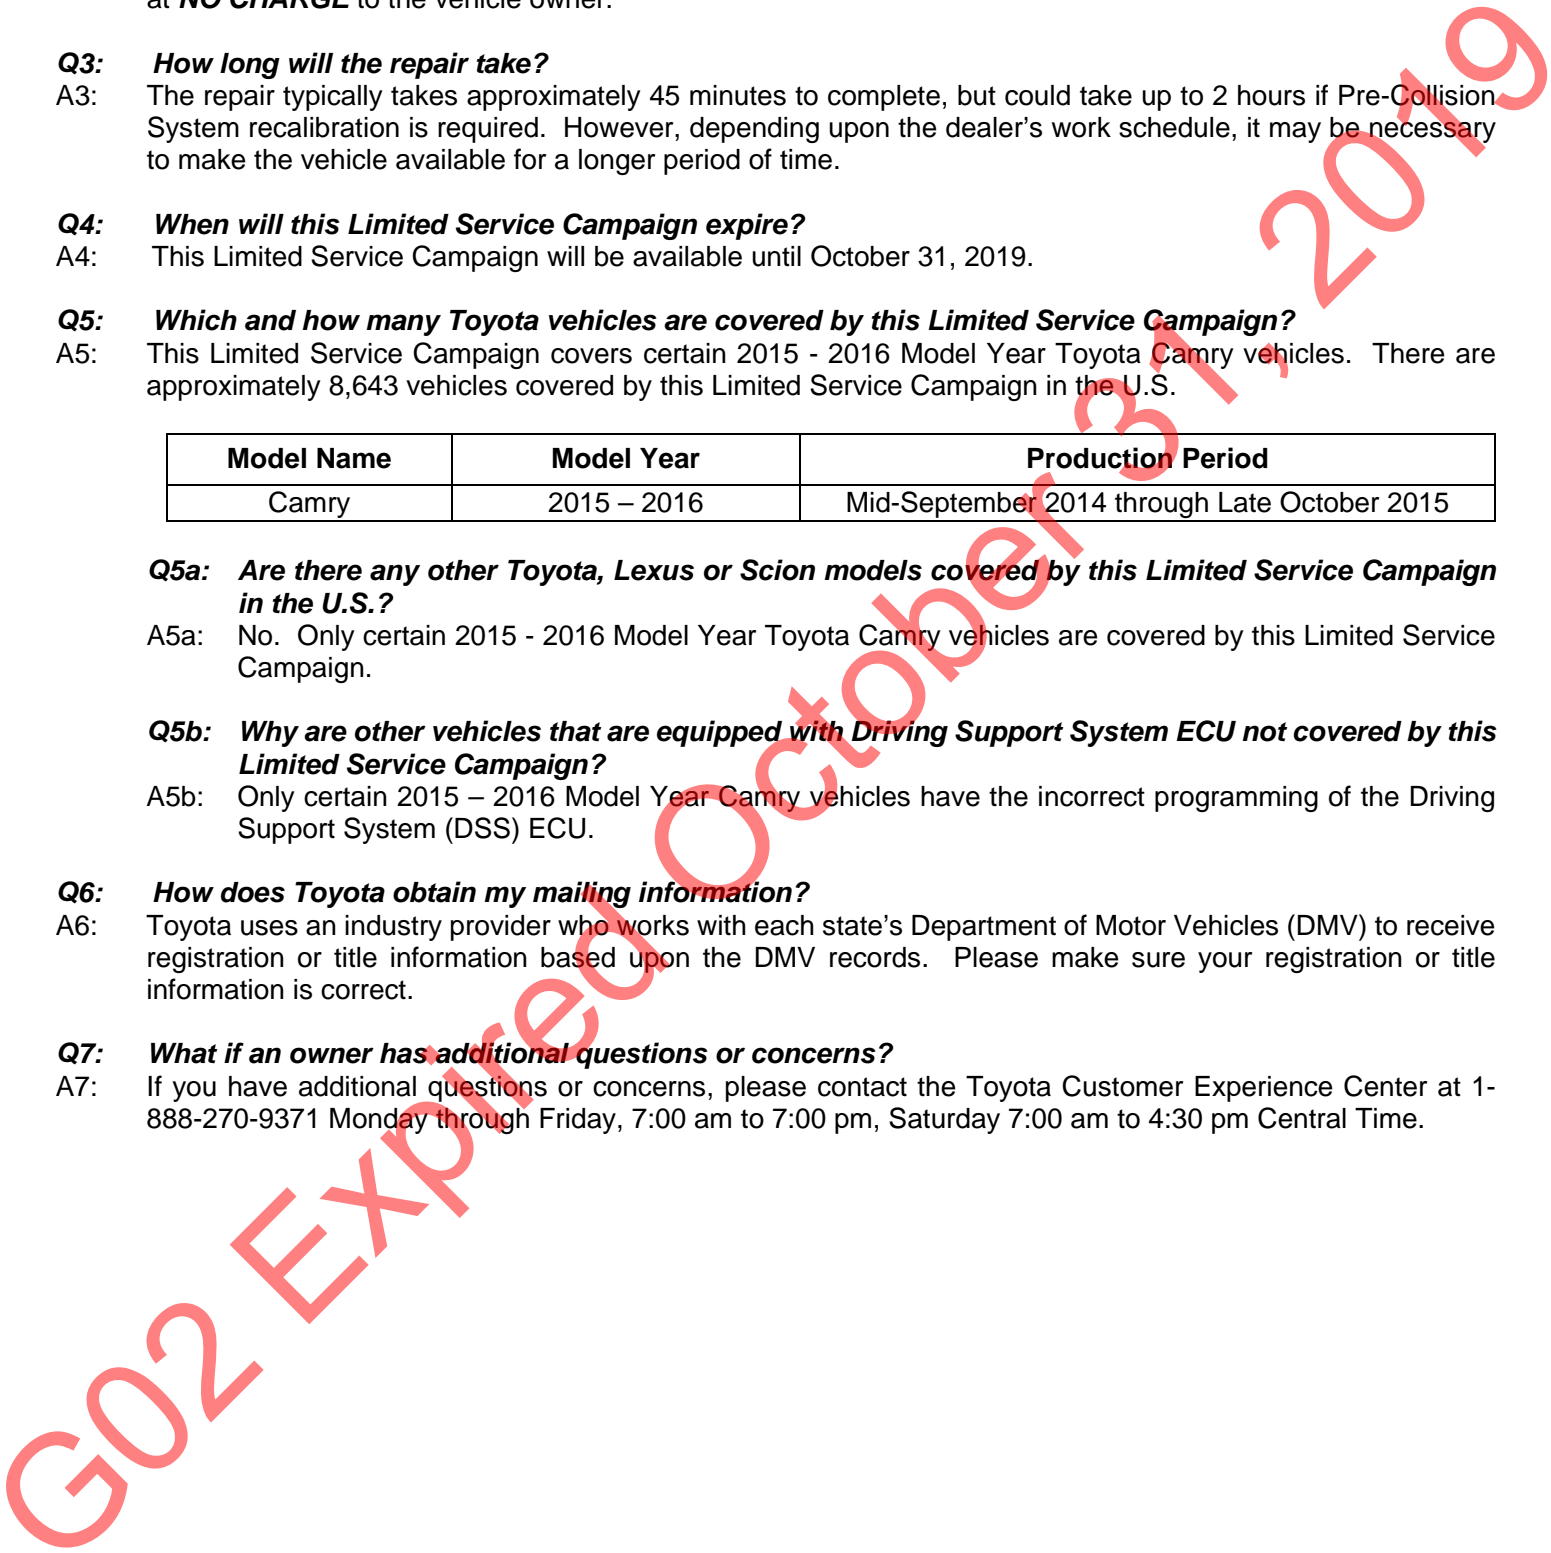 at NO CHARGE to the vehicle owner.
Q3: How long will the repair take?
A3: The repair typically takes approximately 45 minutes to complete, but could take up to 2 hours if Pre-Collision
System recalibration is required. However, depending upon the dealer's work schedule, it may be necessary
to make the vehicle available for a longer period of time.
Q4: When will this Limited Service Campaign expire?
A4: This Limited Service Campaign will be available until October 31, 2019.
Q5: Which and how many Toyota vehicles are covered by this Limited Service Campaign?
A5: This Limited Service Campaign covers certain 2015 - 2016 Model Year Toyota Camry vehicles. There are
approximately 8,643 vehicles covered by this Limited Service Campaign in the U.S.
Model Name Model Year Production Period
Camry 2015 – 2016 Mid-September 2014 through Late October 2015
Q5a: Are there any other Toyota, Lexus or Scion models covered by this Limited Service Campaign
in the U.S.?
A5a: No. Only certain 2015 - 2016 Model Year Toyota Camry vehicles are covered by this Limited Service
Campaign.
Q5b: Why are other vehicles that are equipped with Driving Support System ECU not covered by this
Limited Service Campaign?
A5b: Only certain 2015 – 2016 Model Year Camry vehicles have the incorrect programming of the Driving
Support System (DSS) ECU.
Q6: How does Toyota obtain my mailing information?
A6: Toyota uses an industry provider who works with each state's Department of Motor Vehicles (DMV) to receive
registration or title information based upon the DMV records. Please make sure your registration or title
information is correct.
Q7: What if an owner has additional questions or concerns?
A7: If you have additional questions or concerns, please contact the Toyota Customer Experience Center at 1-
888-270-9371 Monday through Friday, 7:00 am to 7:00 pm, Saturday 7:00 am to 4:30 pm Central Time.
G02 Expired October 31, 2019